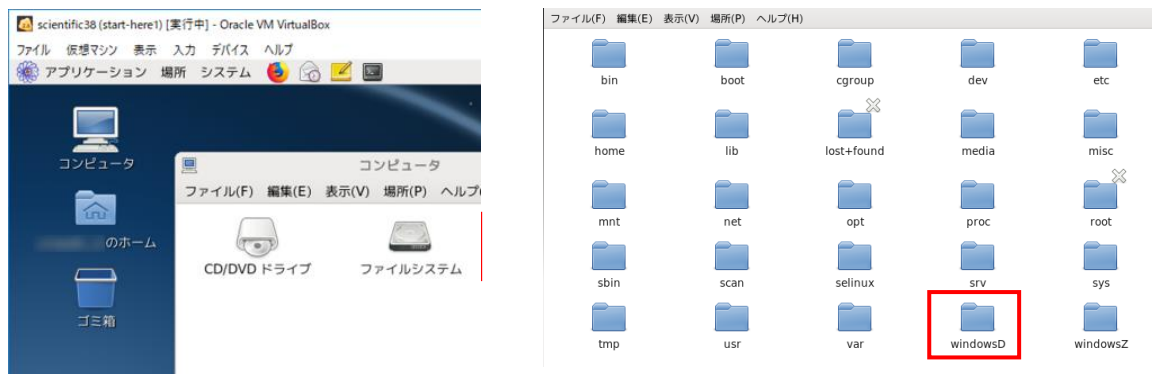 scientific38 (start-here1) [実行中] - Oracle VM VirtualBox
ファイル 仮想マシン 表示 入力 デバイス ヘルプ
アプリケーション 場所 システム
コンピュータ
のホーム
ゴミ箱
コンピュータ
ファイル(F) 編集(E) 表示(V) 場所(P) ヘルプ(
CD/DVD ドライブ ファイルシステム
ファイル(F) 編集(E) 表示(V) 場所(P) ヘルプ(H)
bin boot cgroup dev etc
home lib lost+found media misc
mnt net opt proc root
sbin scan selinux srv sys
tmp usr var windowsD windowsZ